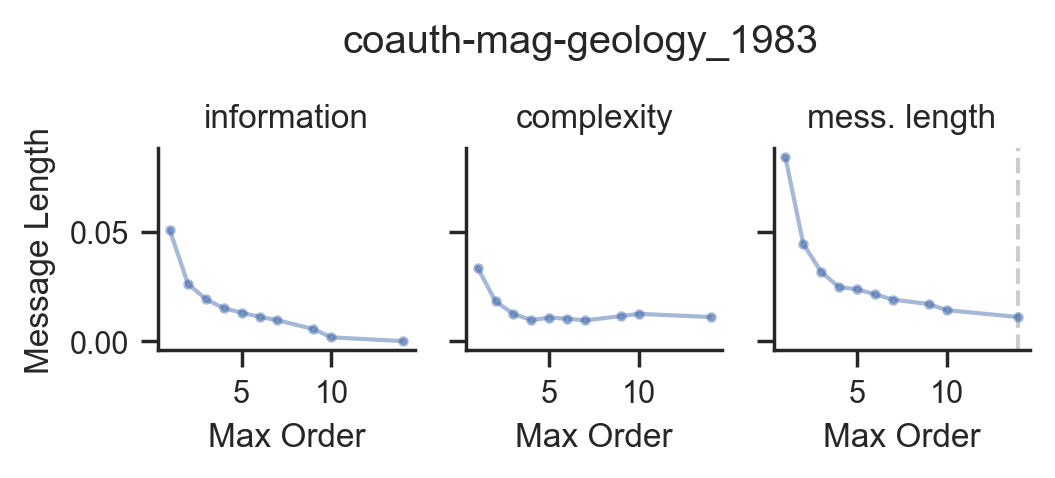 coauth-mag-geology_1983
information complexity mess. length
Message Length
0.05
0.00
5 10 5 10 5 10
Max Order Max Order Max Order